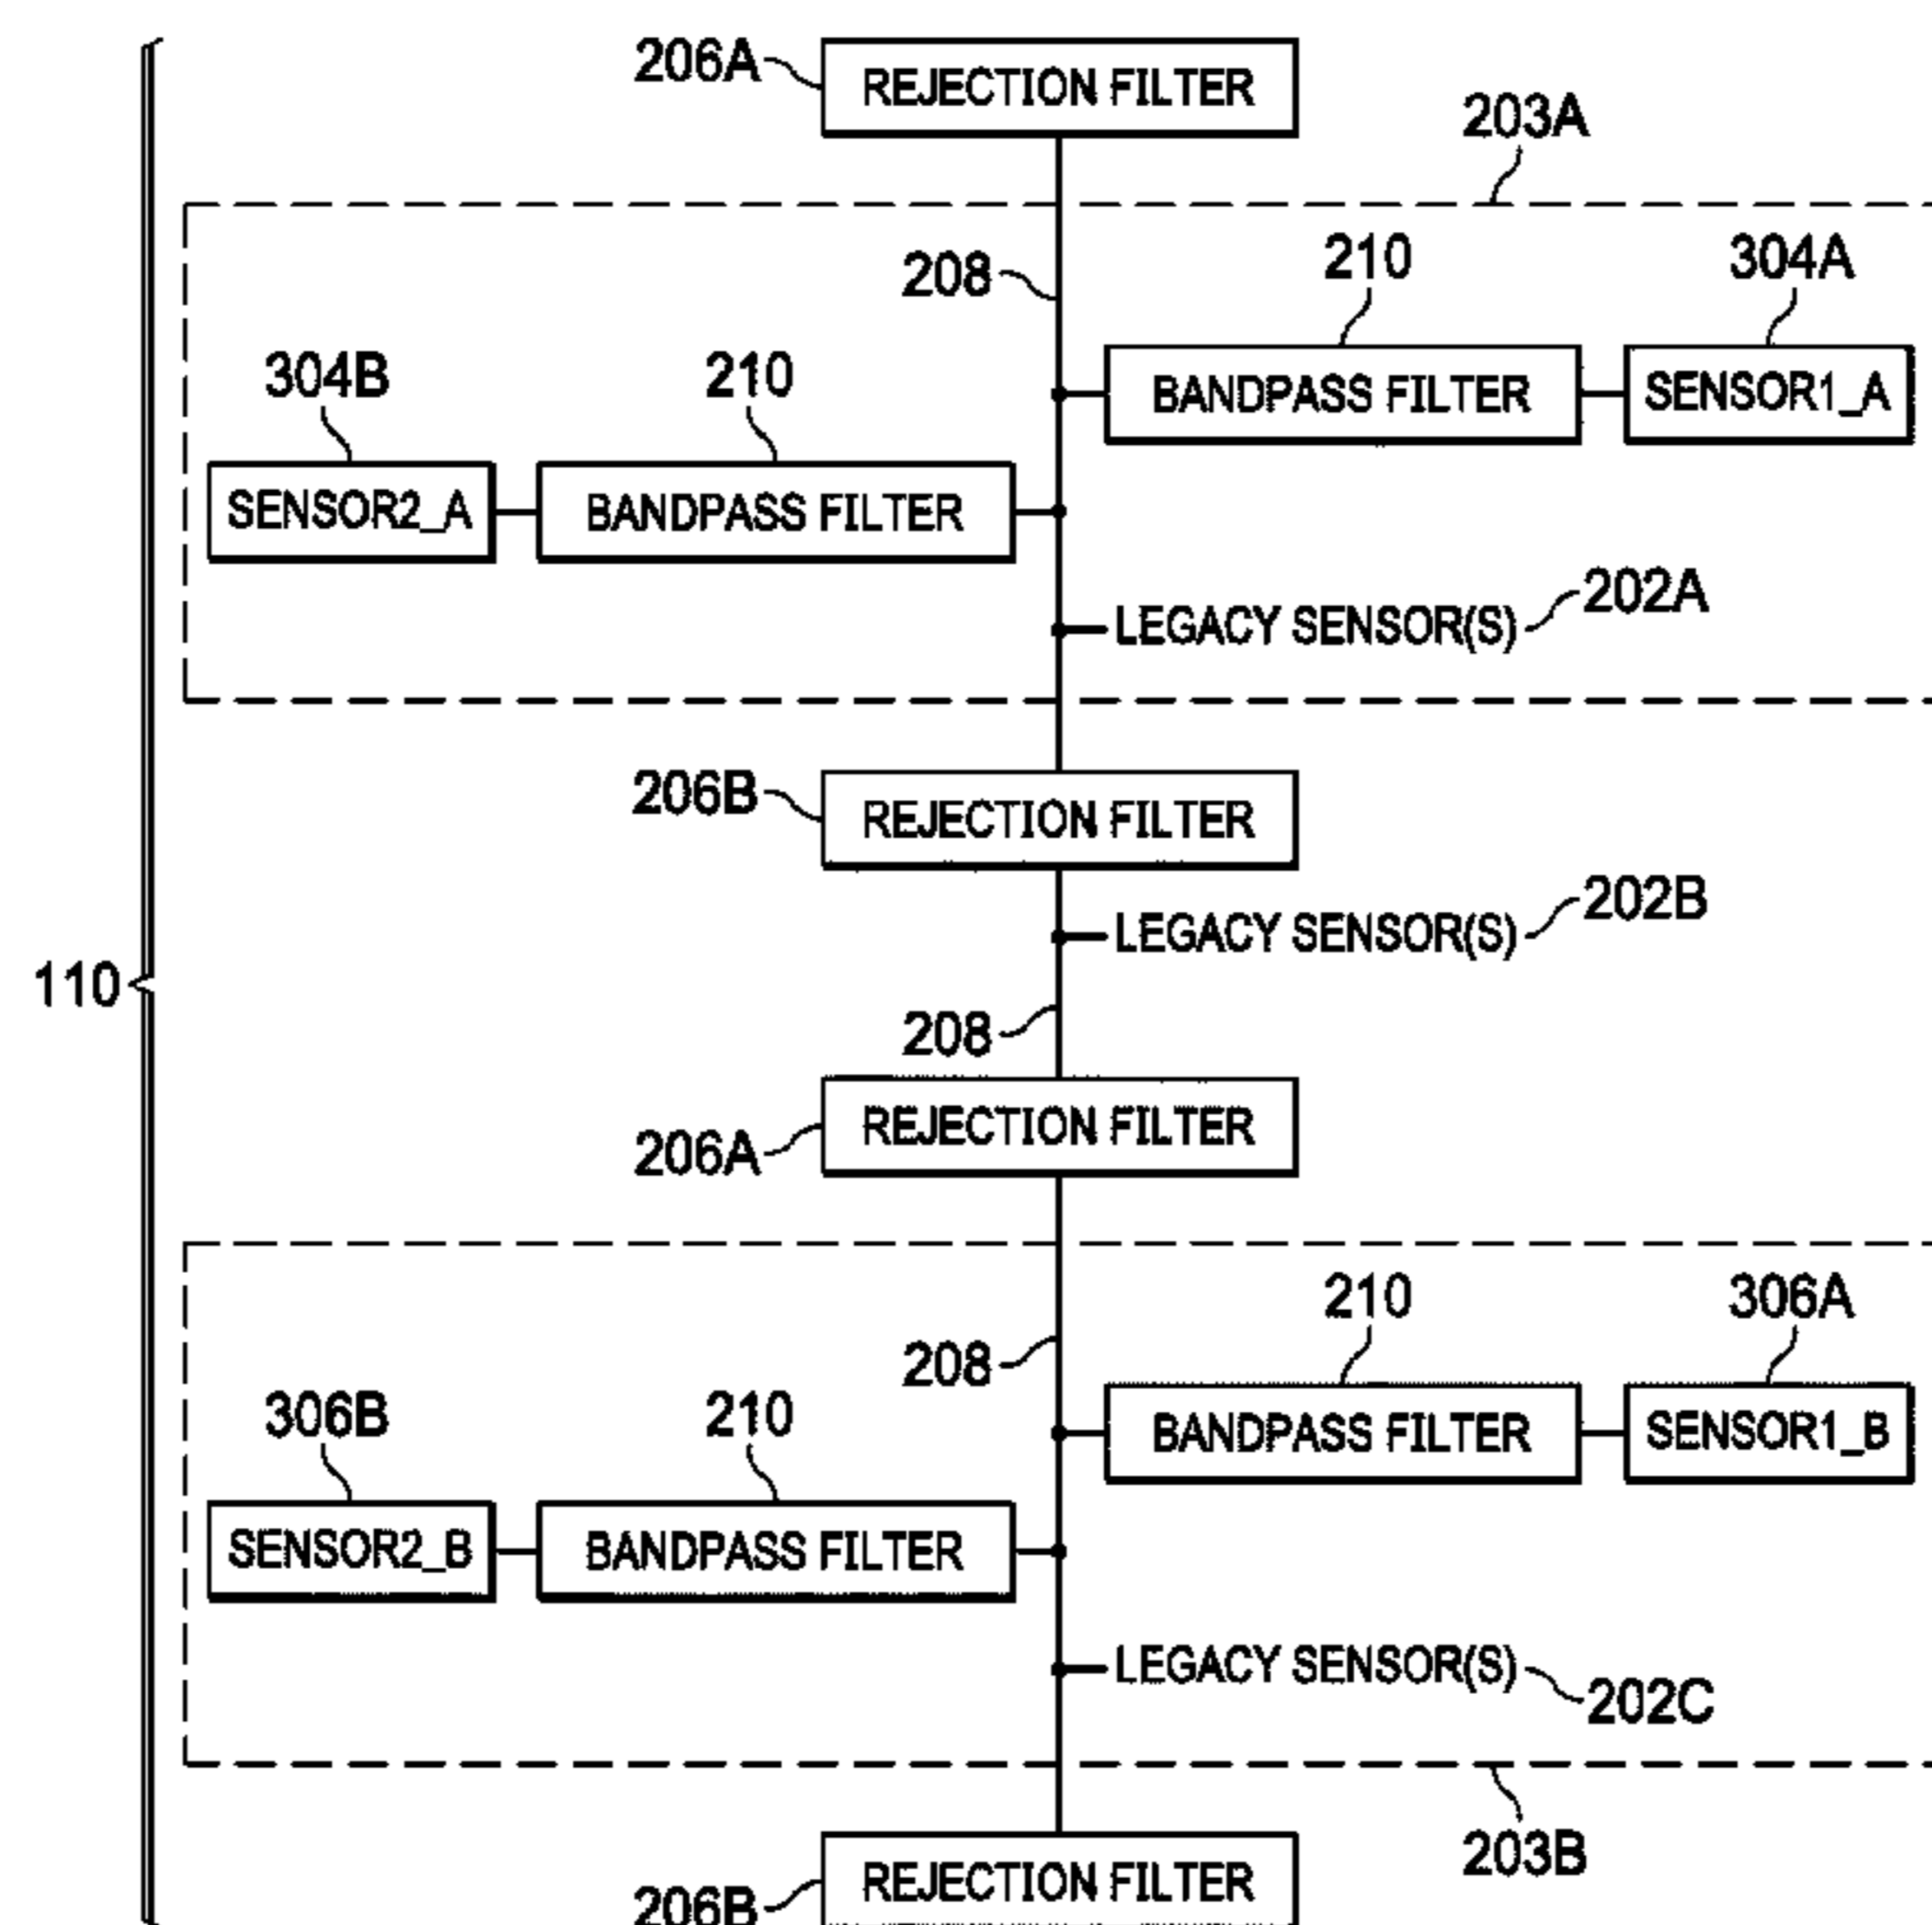 206A
REJECTION FILTER
203A
208
210
304A
304B
210
BANDPASS FILTER
SENSOR1_A
SENSOR2_A
BANDPASS FILTER
202A
LEGACY SENSOR(S)
206B
REJECTION FILTER
202B
LEGACY SENSOR(S)
110
208
206A
REJECTION FILTER
208
210
306A
306B
210
BANDPASS FILTER
SENSOR1_B
SENSOR2_B
BANDPASS FILTER
LEGACY SENSOR(S)
202C
203B
206B
REJECTION FILTER